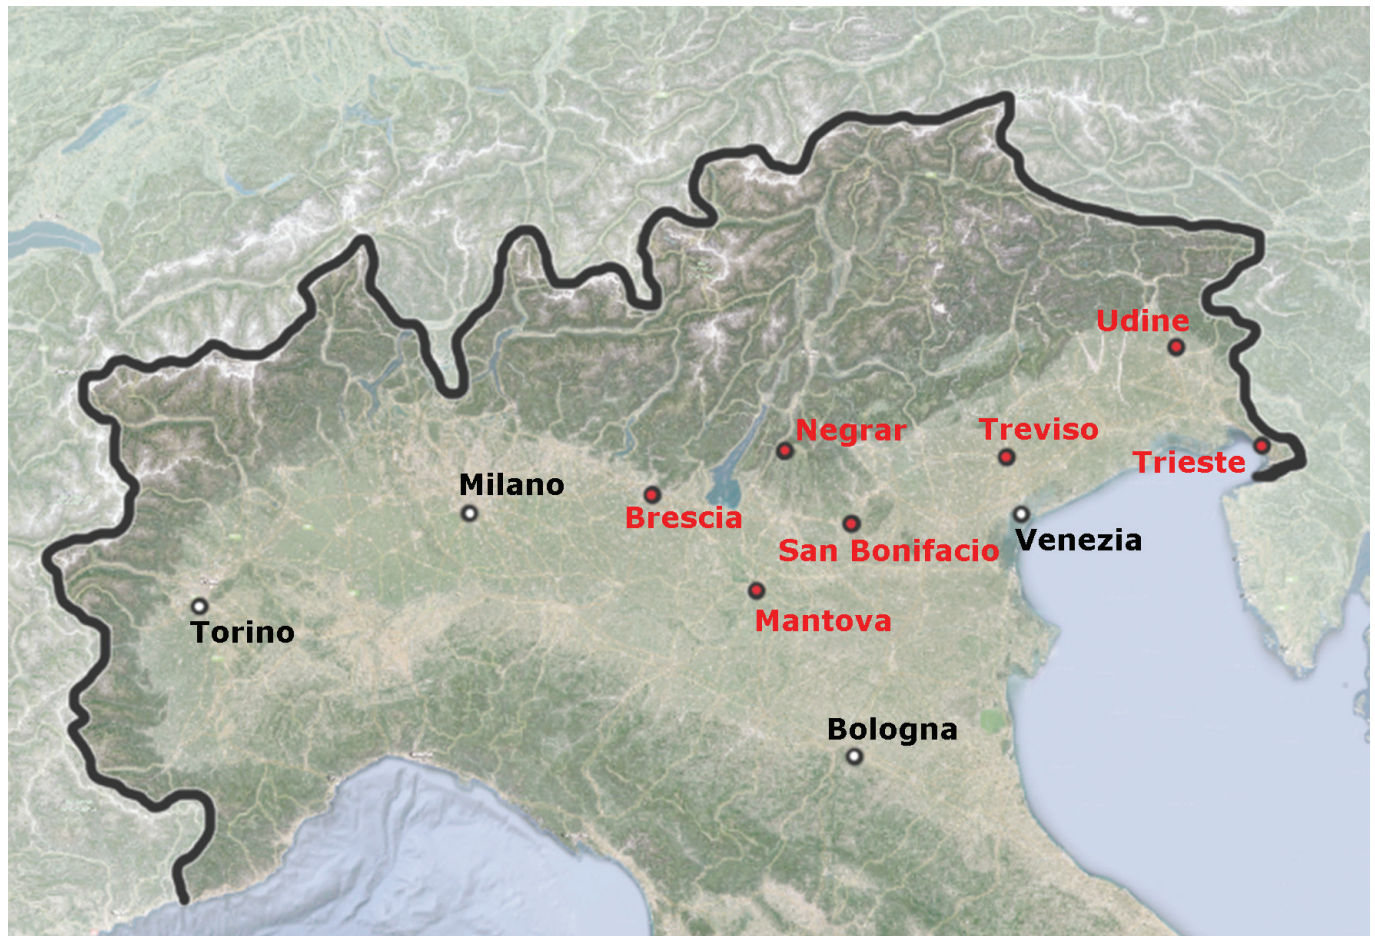 Udine
Negrar
Treviso
Trieste
Milano
Brescia
San Bonifacio
Venezia
Mantova
Torino
Bologna